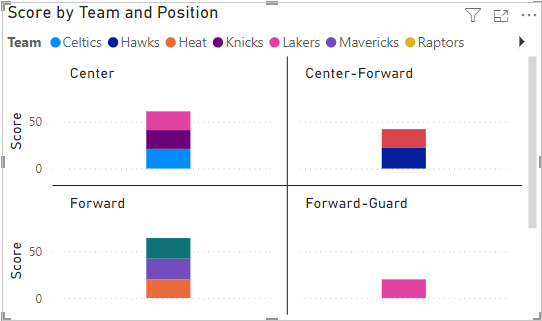 Score by Team and Position
Team Celtics Hawks Heat Knicks Lakers Mavericks Raptors
Center Center-Forward
Score
50
0
Forward Forward-Guard
Score
50
0